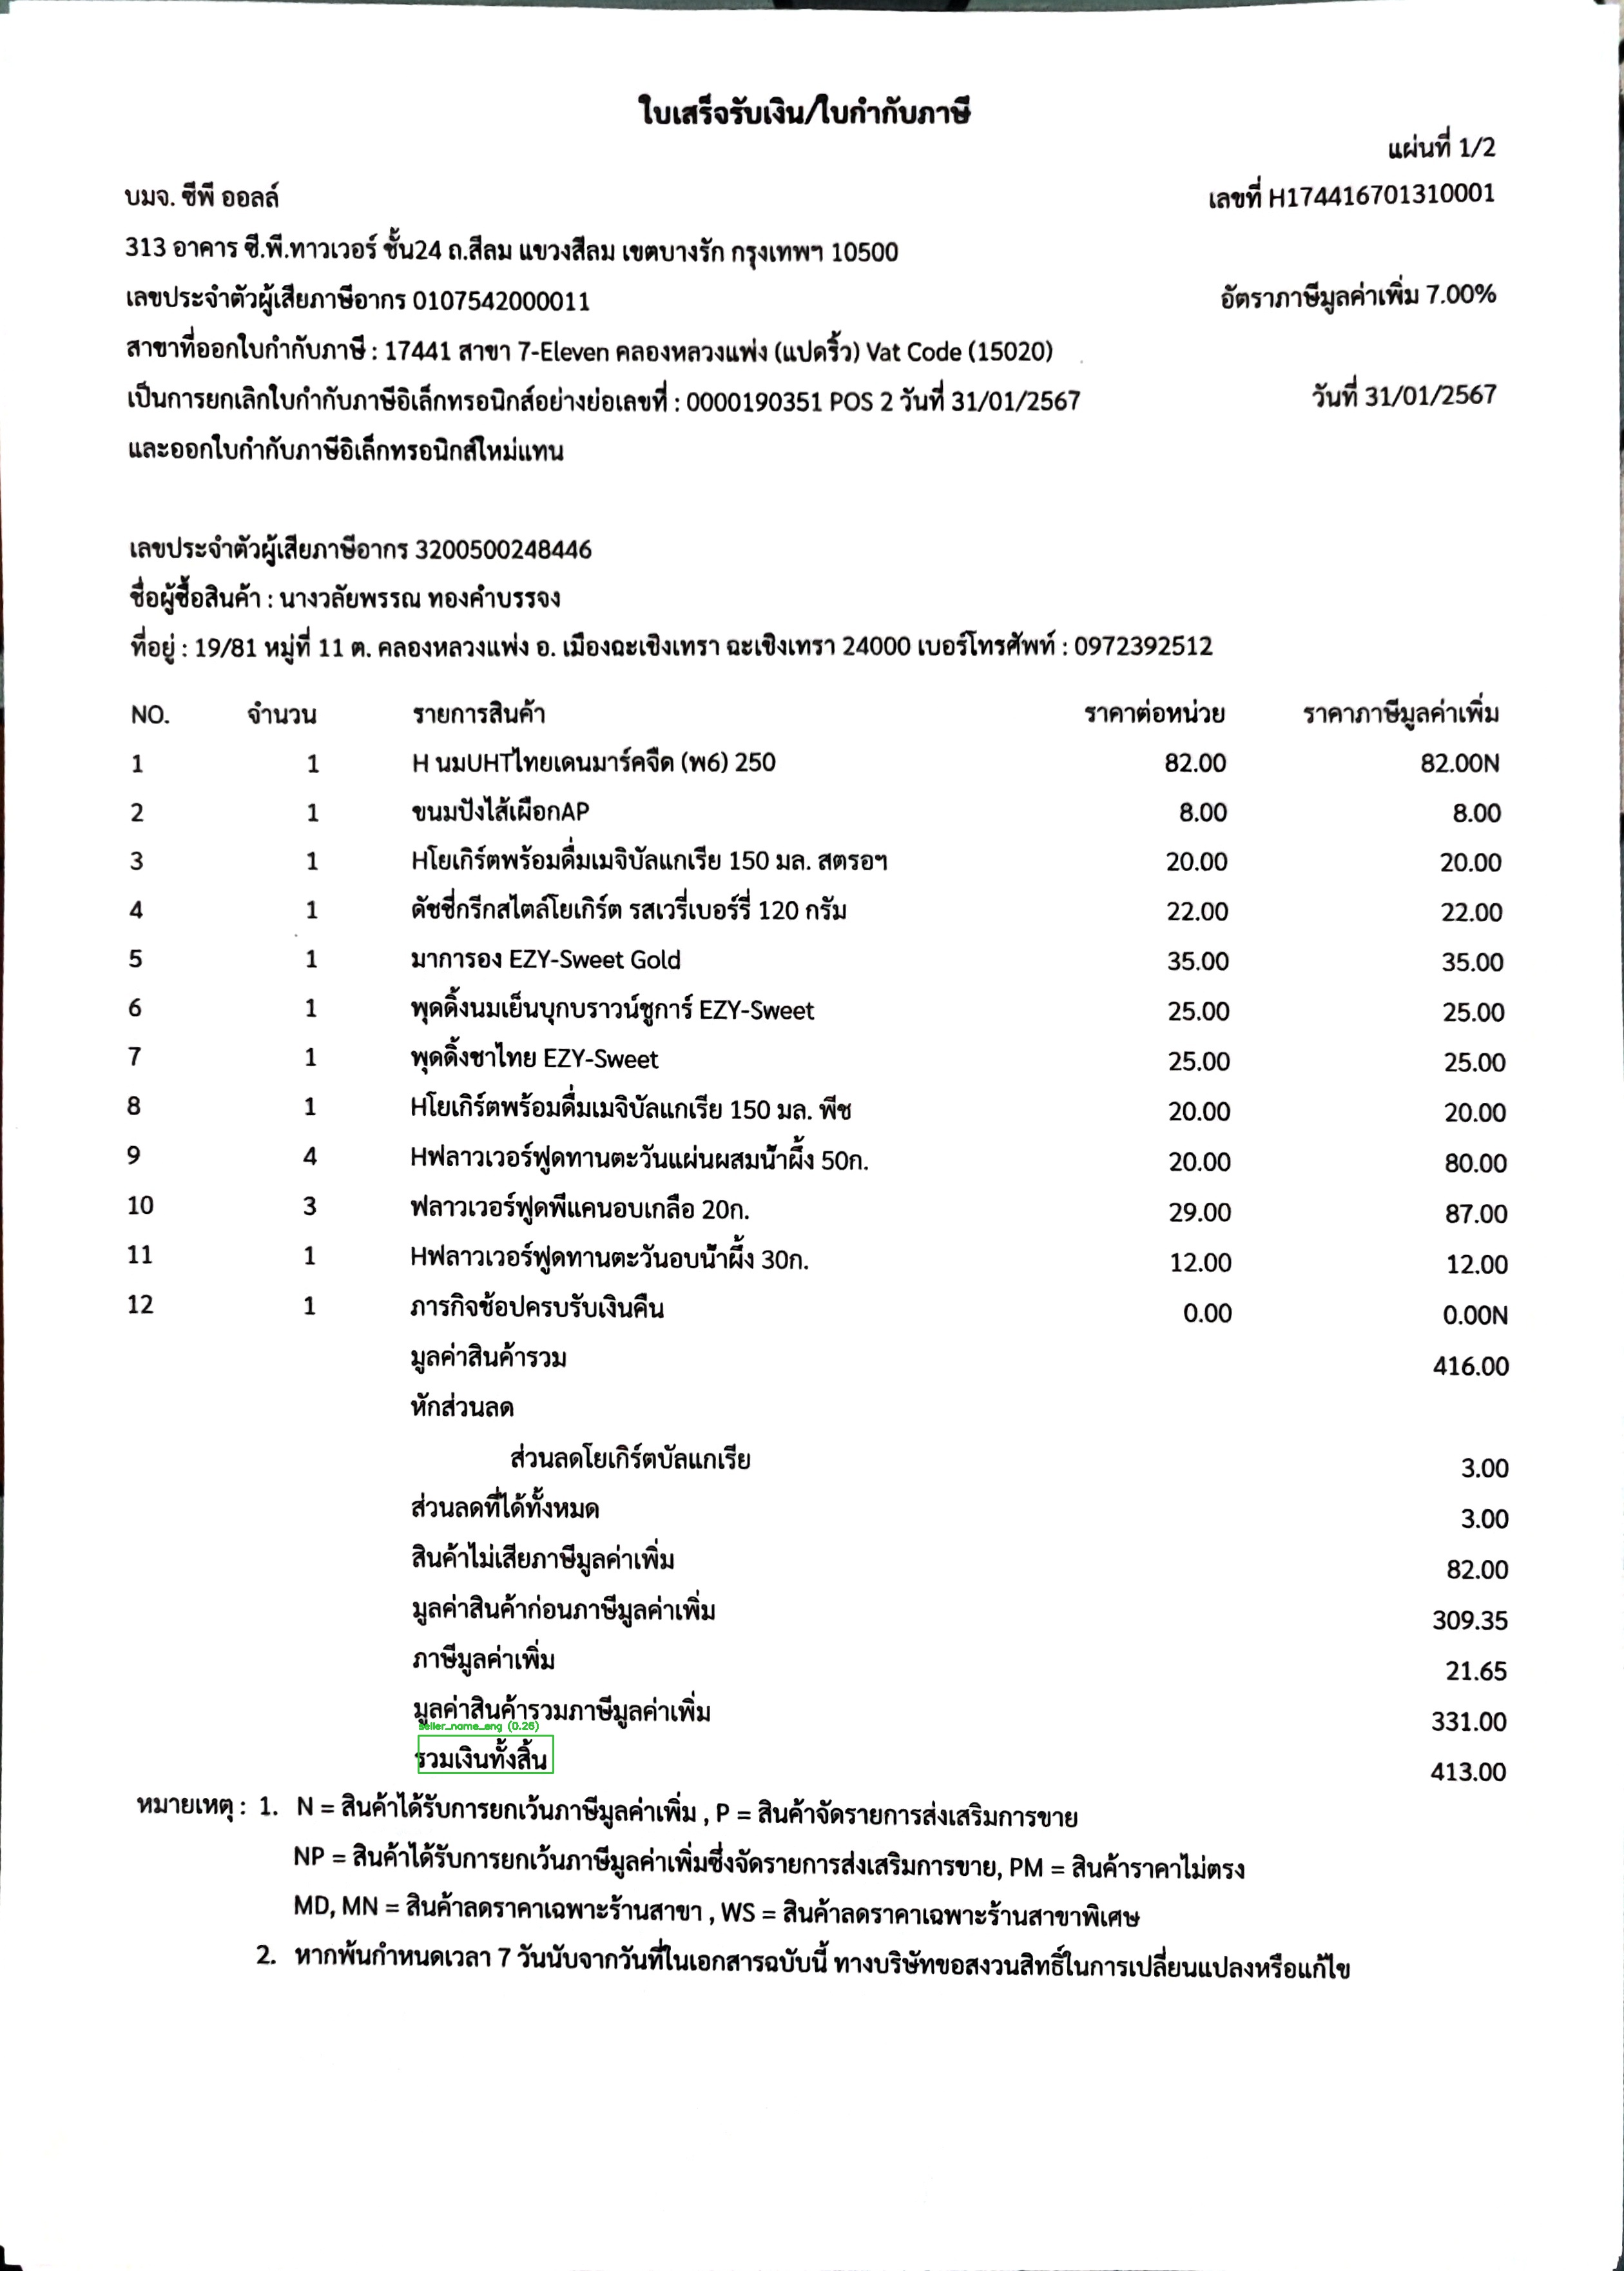 ใบเสร็จรับเงิน/ใบกำกับภาษี
แผ่นที่ 1/2
บมจ. ซีพี ออลล์ เลขที่ H174416701310001
313 อาคาร ซี.พี.ทาวเวอร์ ชั้น24 ถ.สีลม แขวงสีลม เขตบางรัก กรุงเทพฯ 10500
เลขประจำตัวผู้เสียภาษีอากร 0107542000011 อัตราภาษีมูลค่าเพิ่ม 7.00%
สาขาที่ออกใบกำกับภาษี : 17441 สาขา 7-Eleven คลองหลวงแพ่ง (แปดริ้ว) Vat Code (15020)
เป็นการยกเลิกใบกำกับภาษีอิเล็กทรอนิกส์อย่างย่อเลขที่ : 0000190351 POS 2 วันที่ 31/01/2567 วันที่ 31/01/2567
และออกใบกำกับภาษีอิเล็กทรอนิกส์ใหม่แทน
เลขประจำตัวผู้เสียภาษีอากร 3200500248446
ชื่อผู้ซื้อสินค้า : นางวลัยพรรณ ทองคำบรรจง
ที่อยู่ : 19/81 หมู่ที่ 11 ต. คลองหลวงแพ่ง อ. เมืองฉะเชิงเทรา ฉะเชิงเทรา 24000 เบอร์โทรศัพท์ : 0972392512
NO. จำนวน รายการสินค้า ราคาต่อหน่วย ราคาภาษีมูลค่าเพิ่ม
1 1 H นมUHTไทยเดนมาร์คจืด (พ6) 250 82.00 82.00N
2 1 ขนมปังไส้เผือกAP 8.00 8.00
3 1 Hโยเกิร์ตพร้อมดื่มเมจิบัลแกเรีย 150 มล. สตรอฯ 20.00 20.00
4 1 ดัชชี่กรีกสไตล์โยเกิร์ต รสเวรี่เบอร์รี่ 120 กรัม 22.00 22.00
5 1 มาการอง EZY-Sweet Gold 35.00 35.00
6 1 พุดดิ้งนมเย็นบุกบราวน์ชูการ์ EZY-Sweet 25.00 25.00
7 1 พุดดิ้งชาไทย EZY-Sweet 25.00 25.00
8 1 Hโยเกิร์ตพร้อมดื่มเมจิบัลแกเรีย 150 มล. พีช 20.00 20.00
9 4 Hฟลาวเวอร์ฟูดทานตะวันแผ่นผสมน้ำผึ้ง 50ก. 20.00 80.00
10 3 ฟลาวเวอร์ฟูดพีแคนอบเกลือ 20ก. 29.00 87.00
11 1 Hฟลาวเวอร์ฟูดทานตะวันอบน้ำผึ้ง 30ก. 12.00 12.00
12 1 ภารกิจช้อปครบรับเงินคืน 0.00 0.00N
มูลค่าสินค้ารวม 416.00
หักส่วนลด
ส่วนลดโยเกิร์ตบัลแกเรีย 3.00
ส่วนลดที่ได้ทั้งหมด 3.00
สินค้าไม่เสียภาษีมูลค่าเพิ่ม 82.00
มูลค่าสินค้าก่อนภาษีมูลค่าเพิ่ม 309.35
ภาษีมูลค่าเพิ่ม 21.65
มูลค่าสินค้ารวมภาษีมูลค่าเพิ่ม 331.00
seller_name_eng (0.26)
รวมเงินทั้งสิ้น 413.00
หมายเหตุ : 1. N = สินค้าได้รับการยกเว้นภาษีมูลค่าเพิ่ม , P = สินค้าจัดรายการส่งเสริมการขาย
NP = สินค้าได้รับการยกเว้นภาษีมูลค่าเพิ่มซึ่งจัดรายการส่งเสริมการขาย, PM = สินค้าราคาไม่ตรง
MD, MN = สินค้าลดราคาเฉพาะร้านสาขา , WS = สินค้าลดราคาเฉพาะร้านสาขาพิเศษ
2. หากพ้นกำหนดเวลา 7 วันนับจากวันที่ในเอกสารฉบับนี้ ทางบริษัทขอสงวนสิทธิ์ในการเปลี่ยนแปลงหรือแก้ไข